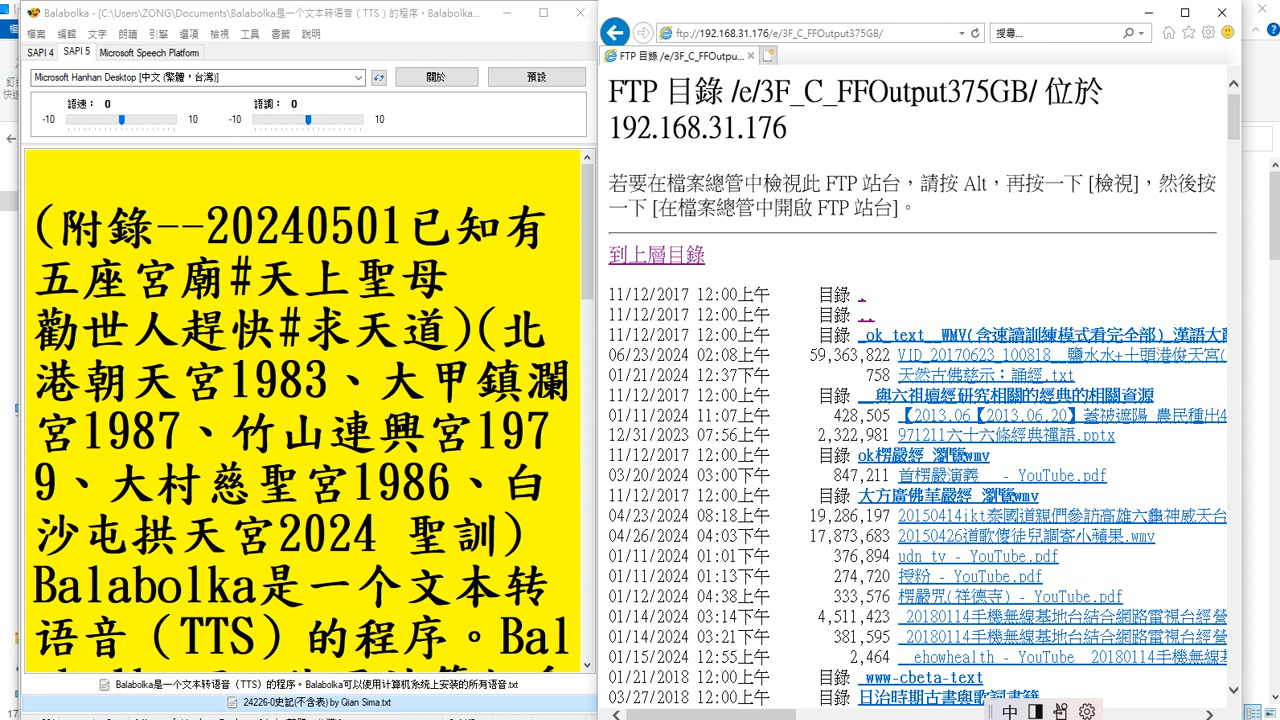 Balabolka - [C:\Users\ZONG\Documents\Balabolka是一个文本转语音（TTS）的程序。Balabolka...
檔案 編輯 文字 朗讀 引擎 選項 檢視 工具 書籤 說明
SAPI 4 SAPI 5 Microsoft Speech Platform
Microsoft Hanhan Desktop [中文 (繁體，台灣)] 關於 預設
語速： 0 語調： 0
-10 10 -10 10
(附錄--20240501已知有
五座宮廟#天上聖母
勸世人趕快#求天道)(北
港朝天宮1983、大甲鎮瀾
宮1987、竹山連興宮197
9、大村慈聖宮1986、白
沙屯拱天宮2024 聖訓)
Balabolka是一个文本转
语音（TTS）的程序。Bal
Balabolka是一个文本转语音（TTS）的程序。Balabolka可以使用计算机系统上安装的所有语音.txt
24226-0史記(不含表) by Qian Sima.txt
ftp://192.168.31.176/e/3F_C_FFOutput375GB/ 搜尋...
FTP 目錄 /e/3F_C_FFOutpu...
FTP 目錄 /e/3F_C_FFOutput375GB/ 位於
192.168.31.176
若要在檔案總管中檢視此 FTP 站台，請按 Alt，再按一下 [檢視]，然後按
一下 [在檔案總管中開啟 FTP 站台]。
到上層目錄
11/12/2017 12:00上午 目錄 .
11/12/2017 12:00上午 目錄 ..
11/12/2017 12:00上午 目錄 _ok_text__WMV(含速讀訓練模式看完全部)_漢語大
06/23/2024 02:08上午 59,363,822 VID_20170623_100818__鹽水水+十頭港俊天宮(
01/21/2024 12:37下午 758 天然古佛慈示：誦經.txt
11/12/2017 12:00上午 目錄 __與六祖壇經研究相關的經典的相關資源
01/14/2024 11:07上午 428,505 【2013.06【2013.06.20】蓋被遮陽 農民種出4
12/31/2023 07:56上午 2,322,981 971211六十六條經典禪語.pptx
11/12/2017 12:00上午 目錄 ok楞嚴經_瀏覽wmv
03/20/2024 03:00下午 847,211 首楞嚴演義 - YouTube.pdf
11/12/2017 12:00上午 目錄 大方廣佛華嚴經_瀏覽wmv
04/23/2024 08:18上午 19,286,197 20150414ikt泰國道親們參訪高雄六龜神威天台
04/26/2024 04:03下午 17,873,683 20150426道歌傻徒兒調寄小蘋果.wmv
01/11/2024 01:01下午 376,894 udn tv - YouTube.pdf
01/11/2024 01:13下午 274,720 授粉 - YouTube.pdf
01/12/2024 04:38上午 333,576 楞嚴咒(祥德寺) - YouTube.pdf
01/14/2024 03:14下午 4,511,423 _20180114手機無線基地台結合網路電視台經營
01/14/2024 03:21下午 381,595 _20180114手機無線基地台結合網路電視台經營
01/15/2024 12:55上午 2,464 __ehowhealth - YouTube _20180114手機無線基
01/21/2018 12:00上午 目錄 _www-cbeta-text
03/27/2018 12:00上午 目錄 日治時期古書與歌詞書籍
中